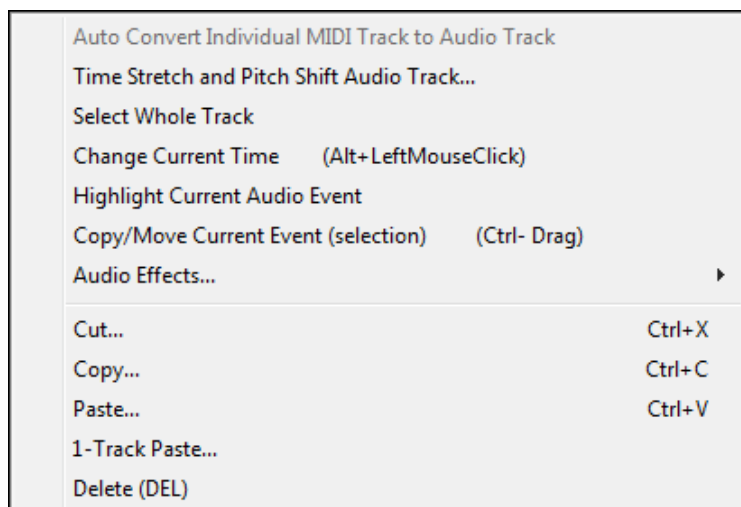 Auto Convert Individual MIDI Track to Audio Track
Time Stretch and Pitch Shift Audio Track...
Select Whole Track
Change Current Time (Alt+LeftMouseClick)
Highlight Current Audio Event
Copy/Move Current Event (selection) (Ctrl- Drag)
Audio Effects...
Cut... Ctrl+X
Copy... Ctrl+C
Paste... Ctrl+V
1-Track Paste...
Delete (DEL)